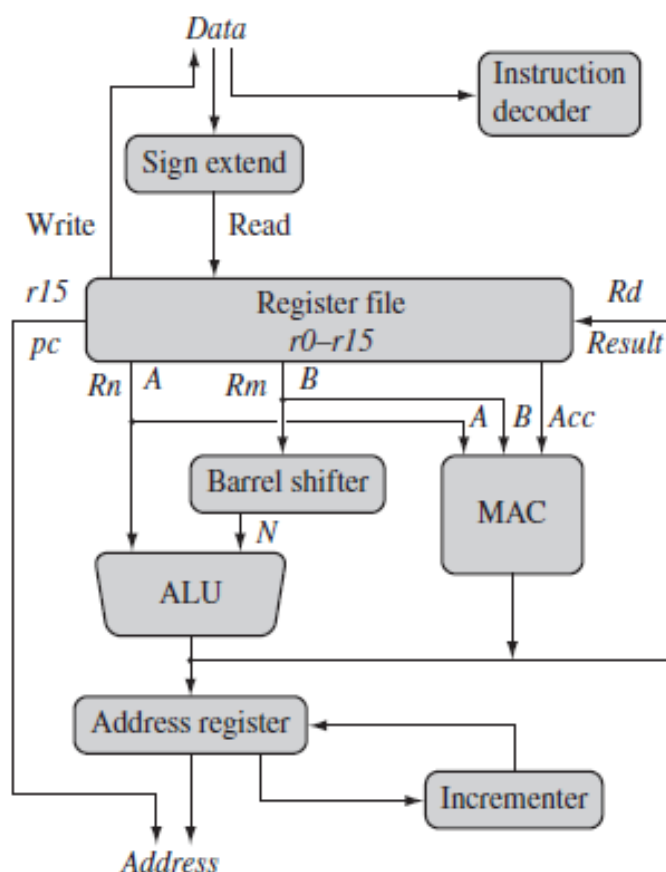 Data
Instruction
decoder
Sign extend
Write
Read
r15
pc
Register file
r0–r15
Rd
Result
Rn
A
Rm
B
A
B
Acc
Barrel shifter
MAC
N
ALU
Address register
Incrementer
Address